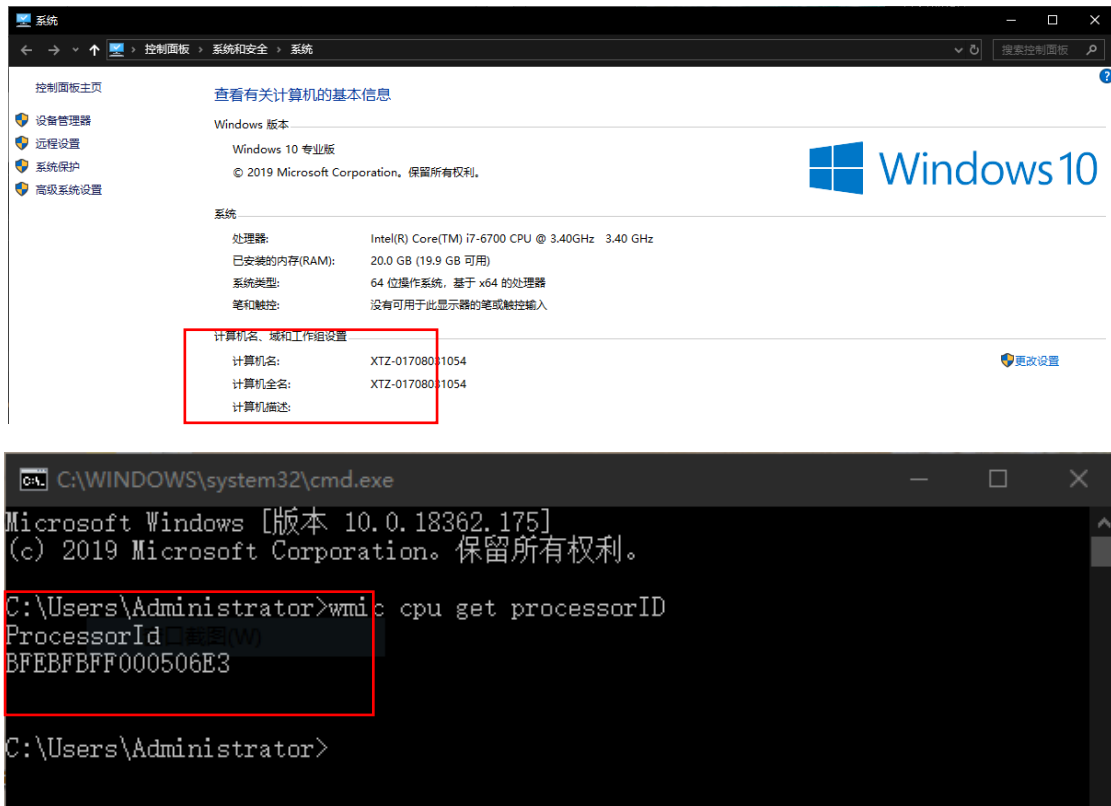 系统
控制面板 › 系统和安全 › 系统
搜索控制面板
控制面板主页
设备管理器
远程设置
系统保护
高级系统设置
查看有关计算机的基本信息
Windows 版本
Windows 10 专业版
© 2019 Microsoft Corporation。保留所有权利。
Windows 10
系统
处理器: Intel(R) Core(TM) i7-6700 CPU @ 3.40GHz 3.40 GHz
已安装的内存(RAM): 20.0 GB (19.9 GB 可用)
系统类型: 64 位操作系统，基于 x64 的处理器
笔和触控: 没有可用于此显示器的笔或触控输入
计算机名、域和工作组设置
计算机名: XTZ-01708031054
更改设置
计算机全名: XTZ-01708031054
计算机描述:
C:\WINDOWS\system32\cmd.exe
Microsoft Windows [版本 10.0.18362.175]
(c) 2019 Microsoft Corporation。保留所有权利。
C:\Users\Administrator>wmic cpu get processorID
ProcessorId
口截图(W)
BFEBFBFF000506E3
C:\Users\Administrator>